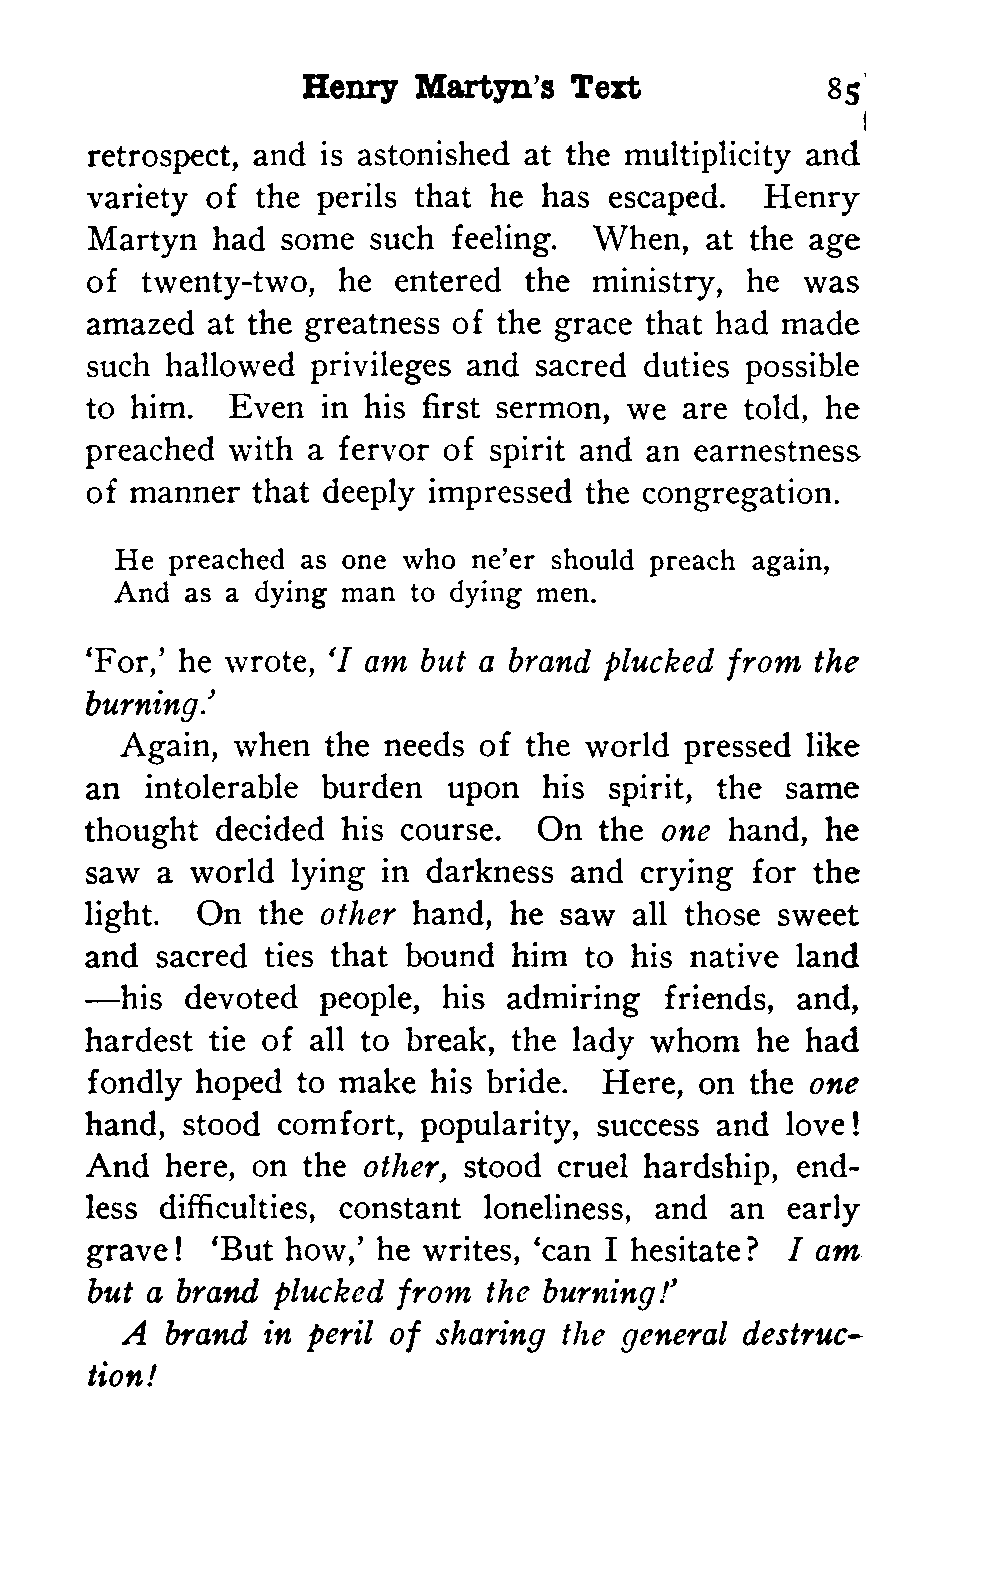 Henry Martyn's Text 85
retrospect, and is astonished at the multiplicity and
variety of the perils that he has escaped. Henry
Martyn had some such feeling. When, at the age
of twenty-two, he entered the ministry, he was
amazed at the greatness of the grace that had made
such hallowed privileges and sacred duties possible
to him. Even in his first sermon, we are told, he
preached with a fervor of spirit and an earnestness
of manner that deeply impressed the congregation.
He preached as one who ne'er should preach again,
And as a dying man to dying men.
‘For,’ he wrote, ‘I am but a brand plucked from the
burning.’
Again, when the needs of the world pressed like
an intolerable burden upon his spirit, the same
thought decided his course. On the one hand, he
saw a world lying in darkness and crying for the
light. On the other hand, he saw all those sweet
and sacred ties that bound him to his native land
—his devoted people, his admiring friends, and,
hardest tie of all to break, the lady whom he had
fondly hoped to make his bride. Here, on the one
hand, stood comfort, popularity, success and love!
And here, on the other, stood cruel hardship, end-
less difficulties, constant loneliness, and an early
grave! ‘But how,’ he writes, ‘can I hesitate? I am
but a brand plucked from the burning!’
A brand in peril of sharing the general destruc-
tion!